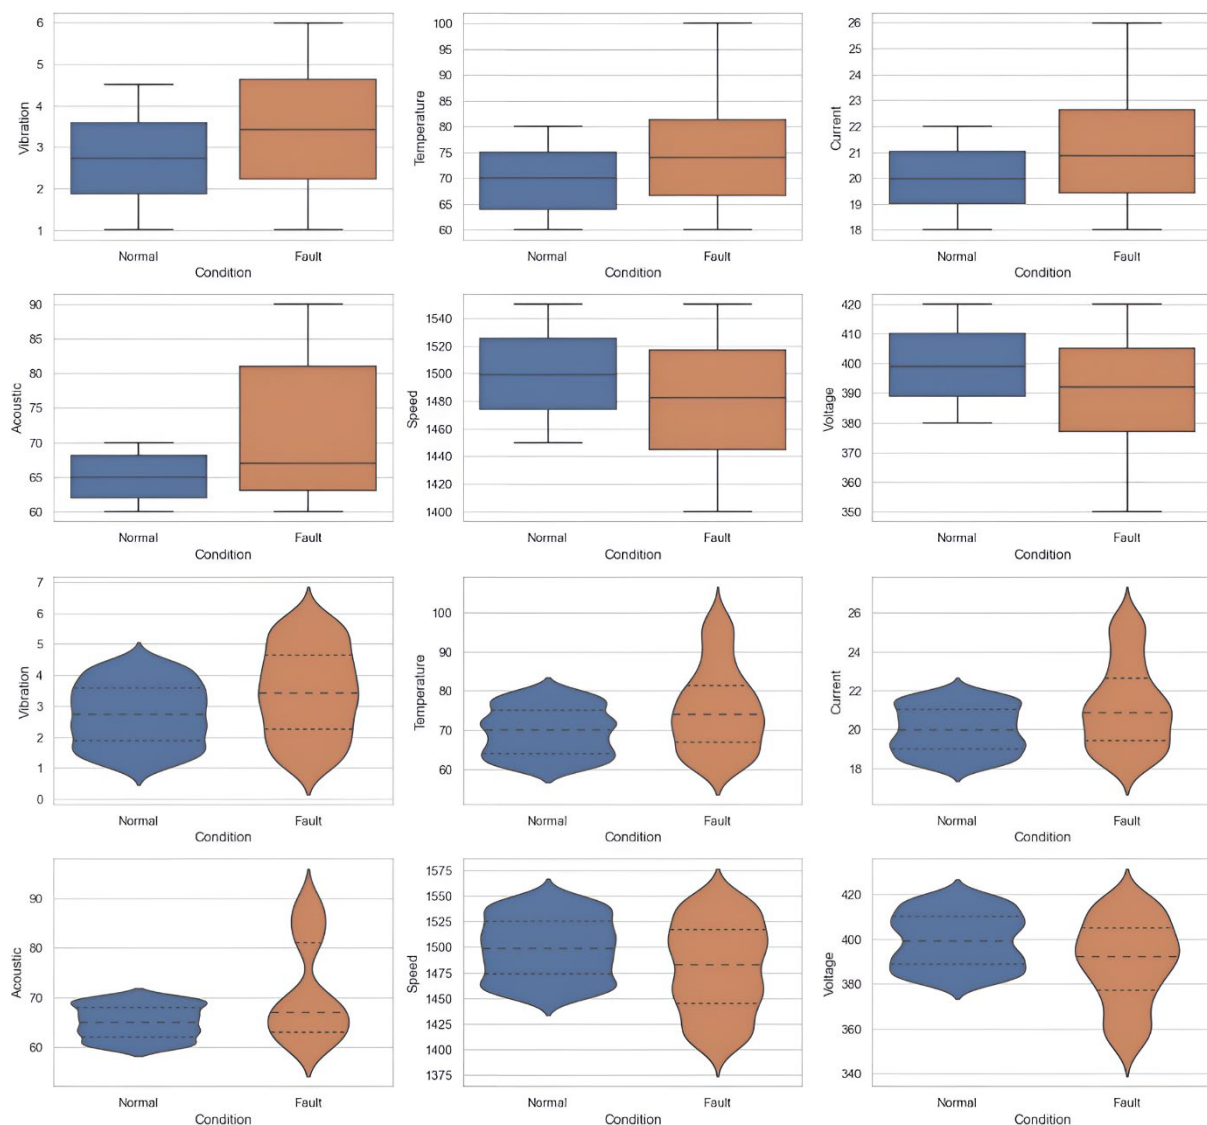 Vibration
6
5
4
3
2
1
Normal Fault
Condition
Temperature
100
95
90
85
80
75
70
65
60
Normal Fault
Condition
Current
26
25
24
23
22
21
20
19
18
Normal Fault
Condition
Acoustic
90
85
80
75
70
65
60
Normal Fault
Condition
Speed
1540
1520
1500
1480
1460
1440
1420
1400
Normal Fault
Condition
Voltage
420
410
400
390
380
370
360
350
Normal Fault
Condition
Vibration
7
6
5
4
3
2
1
0
Normal Fault
Condition
Temperature
100
90
80
70
60
Normal Fault
Condition
Current
26
24
22
20
18
Normal Fault
Condition
Acoustic
90
80
70
60
Normal Fault
Condition
Speed
1575
1550
1525
1500
1475
1450
1425
1400
1375
Normal Fault
Condition
Voltage
420
400
380
360
340
Normal Fault
Condition